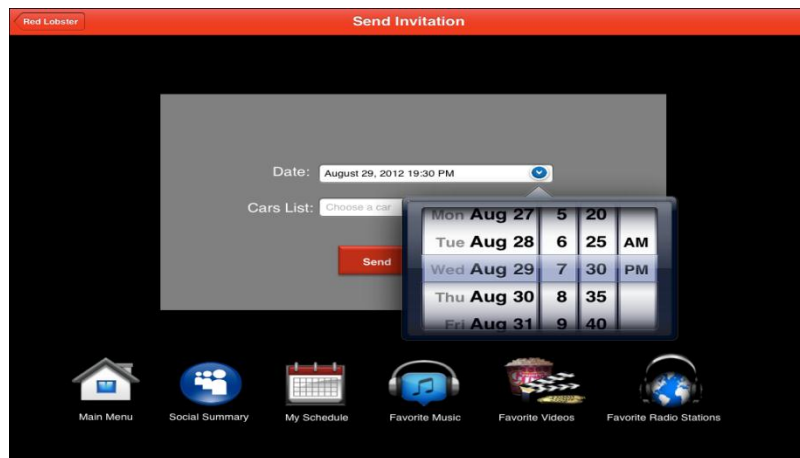 Red Lobster
Send Invitation
Date: August 29, 2012 19:30 PM
Cars List: Choose a car
Send
Mon Aug 27 5 20
Tue Aug 28 6 25 AM
Wed Aug 29 7 30 PM
Thu Aug 30 8 35
Fri Aug 31 9 40
Main Menu
Social Summary
My Schedule
Favorite Music
Favorite Videos
Favorite Radio Stations